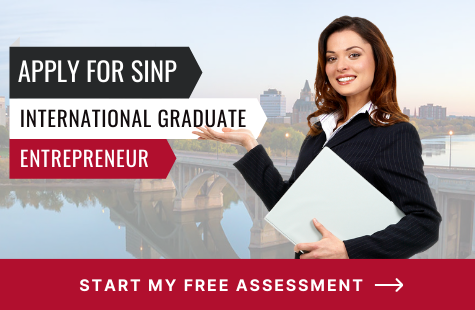 APPLY FOR SINP
INTERNATIONAL GRADUATE
ENTREPRENEUR
START MY FREE ASSESSMENT